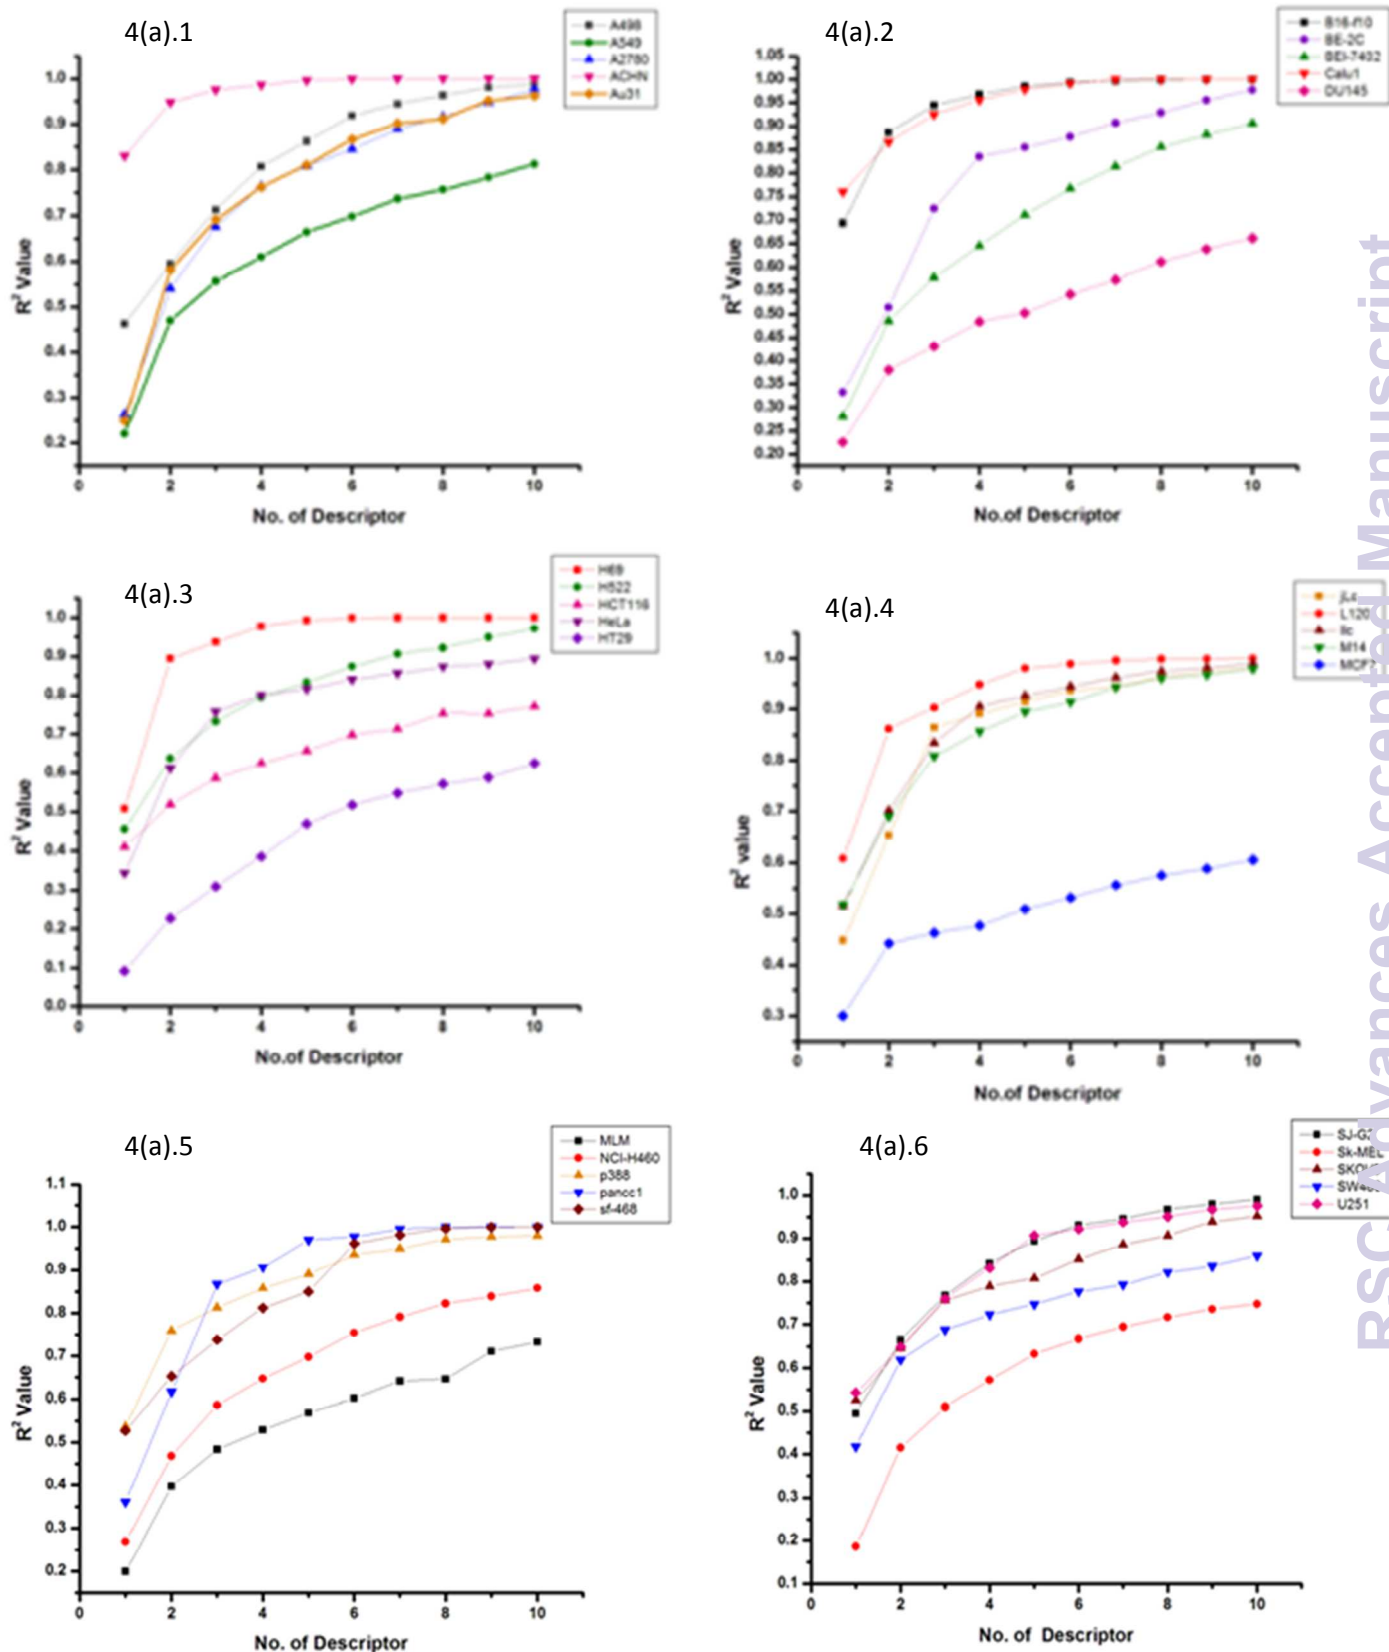 4(a).1
A498
A549
A2780
ACHN
Au31
1.0
0.9
0.8
0.7
0.6
0.5
0.4
0.3
0.2
R² Value
0 2 4 6 8 10
No. of Descriptor
4(a).2
B16-f10
BE-2C
BEI-7402
Calu1
DU145
1.05
1.00
0.95
0.90
0.85
0.80
0.75
0.70
0.65
0.60
0.55
0.50
0.45
0.40
0.35
0.30
0.25
0.20
R² Value
0 2 4 6 8 10
No.of Descriptor
4(a).3
H69
H522
HCT116
HeLa
HT29
1.0
0.9
0.8
0.7
0.6
0.5
0.4
0.3
0.2
0.1
0.0
R² Value
0 2 4 6 8 10
No.of Descriptor
4(a).4
jLc
L120
llc
M14
MCF7
1.0
0.9
0.8
0.7
0.6
0.5
0.4
0.3
R² value
0 2 4 6 8 10
No.of Descriptor
4(a).5
MLM
NCI-H460
p388
pancc1
sf-468
1.1
1.0
0.9
0.8
0.7
0.6
0.5
0.4
0.3
0.2
R² Value
0 2 4 6 8 10
No. of Descriptor
4(a).6
SJ-G2
Sk-MEL
U251
1.0
0.9
0.8
0.7
0.6
0.5
0.4
0.3
0.2
0.1
R² Value
0 2 4 6 8 10
No. of Descriptor
RSC Advances Accepted Manuscript